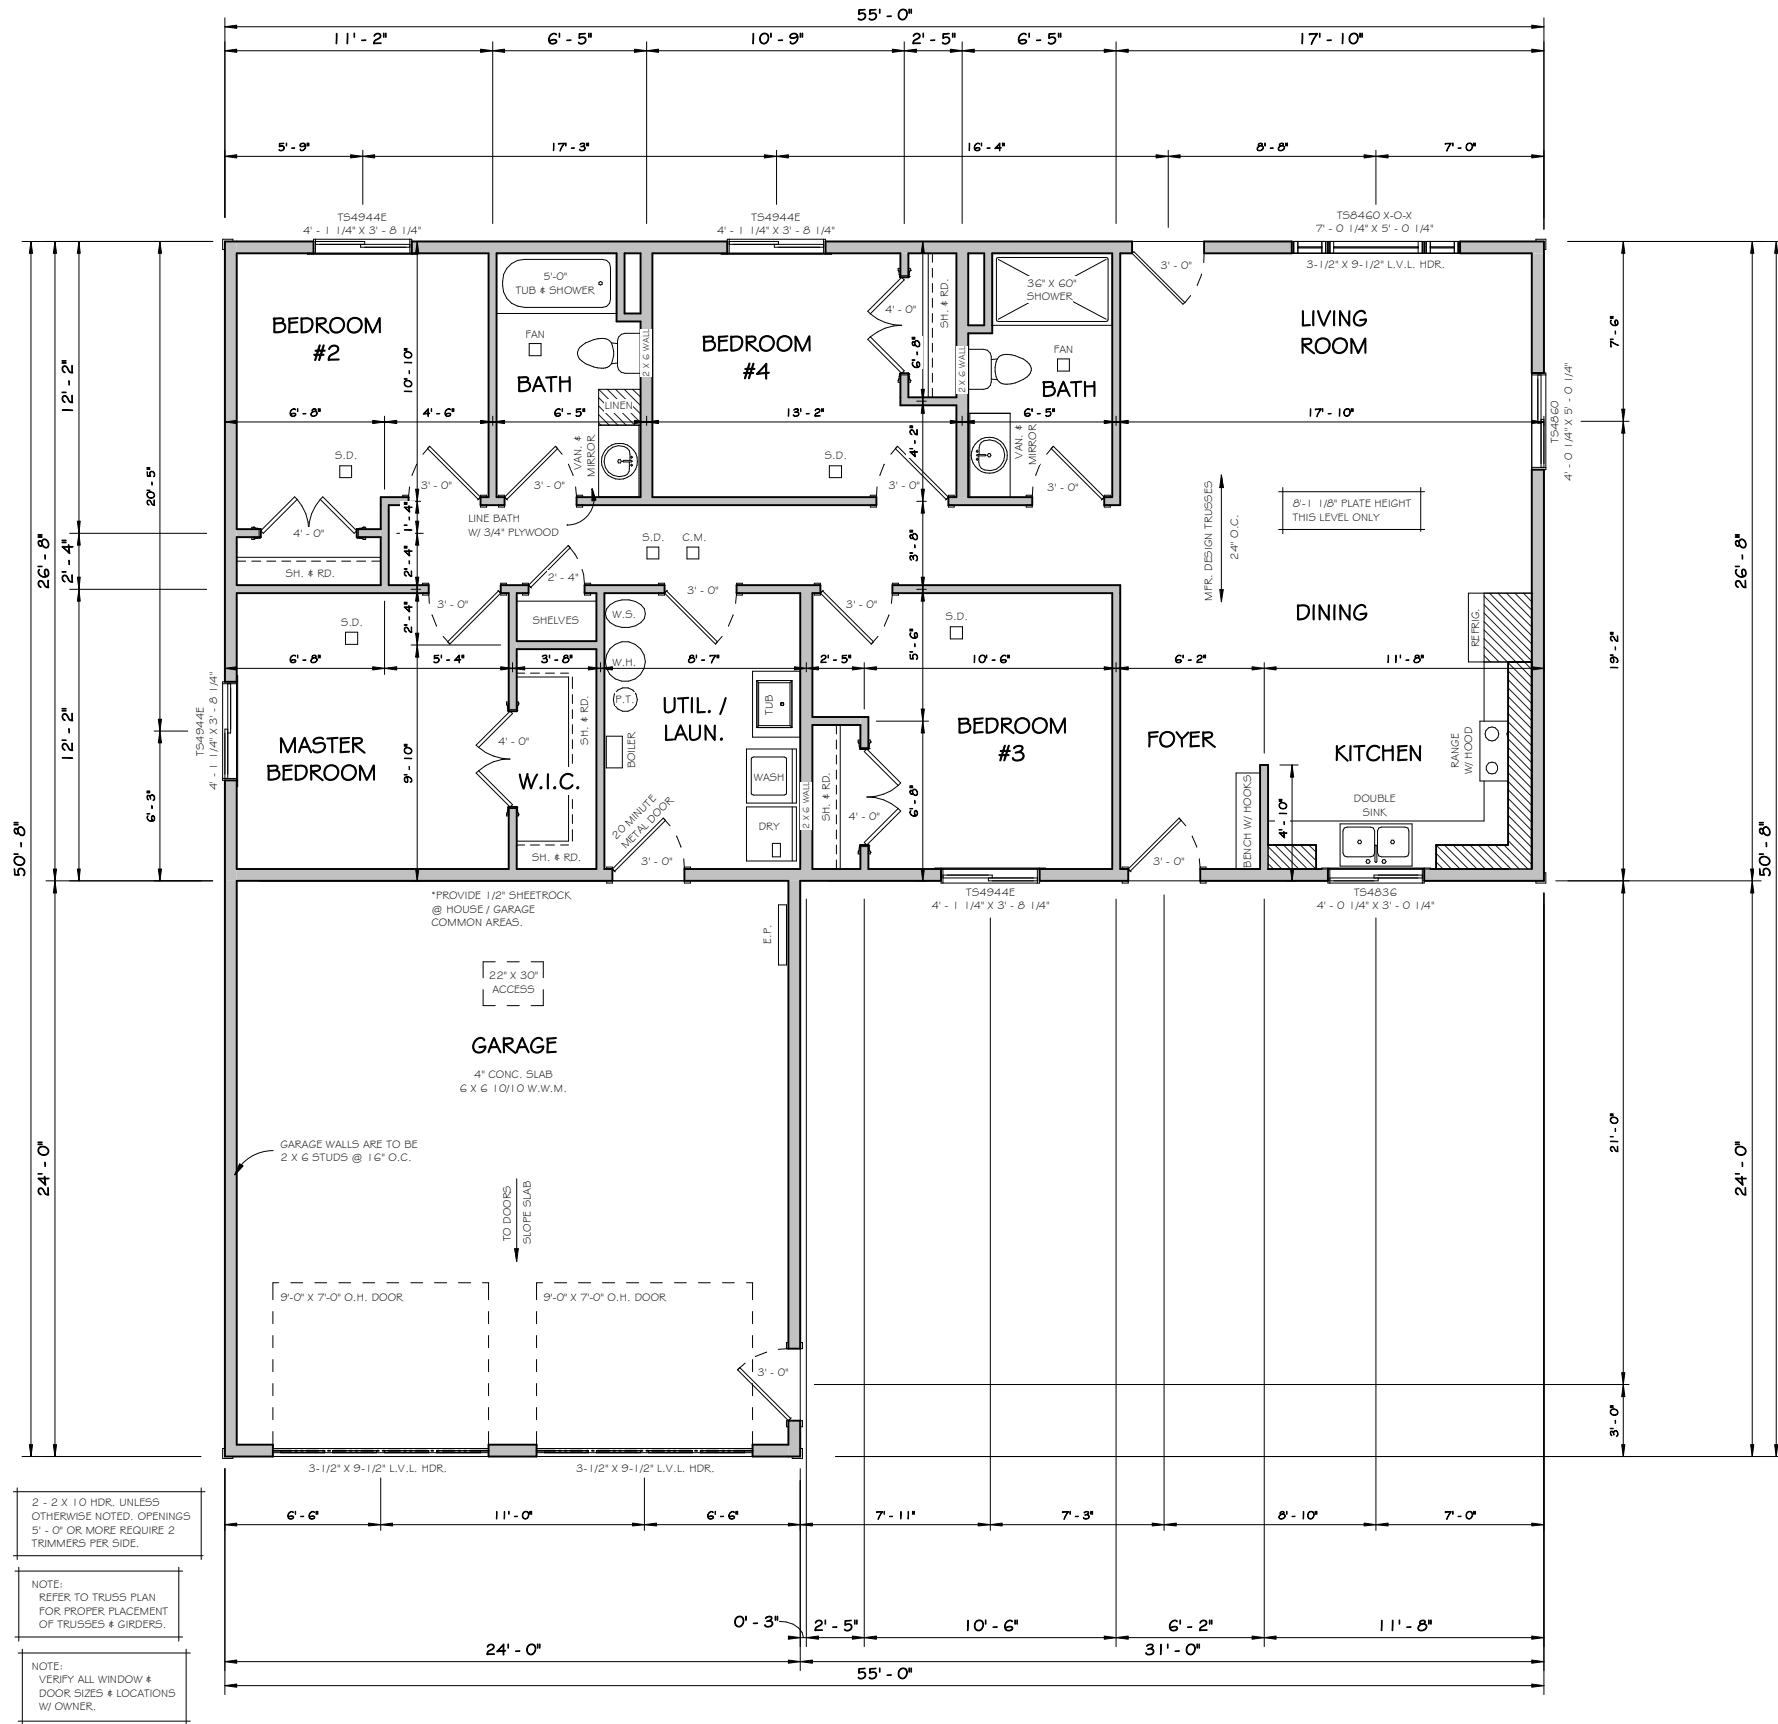 55' - 0"
11' - 2"
6' - 5"
10' - 9"
2' - 5"
6' - 5"
17' - 10"
5' - 9"
17' - 3"
16' - 4"
8' - 8"
7' - 0"
TS4944E
4' - 1 1/4" X 3' - 8 1/4"
TS4944E
4' - 1 1/4" X 3' - 8 1/4"
TS8460 X-O-X
7' - 0 1/4" X 5' - 0 1/4"
3-1/2" X 9-1/2" L.V.L. HDR.
3' - 0"
5'-0"
TUB & SHOWER
36" X 60"
SHOWER
BEDROOM
#2
FAN
BATH
2 X 6 WALL
LINEN
VAN. &
MIRROR
BEDROOM
#4
4' - 0"
SH. & RD.
6' - 8"
2 X 6 WALL
FAN
BATH
VAN. &
MIRROR
LIVING
ROOM
10' - 10"
6' - 8"
4' - 6"
6' - 5"
13' - 2"
4' - 2"
6' - 5"
17' - 10"
7' - 6"
TS4860
4' - 0 1/4" X 5' - 0 1/4"
12' - 2"
20' - 5"
26' - 8"
2' - 4"
12' - 2"
50' - 8"
6' - 3"
24' - 0"
S.D.
3' - 0"
3' - 0"
S.D.
3' - 0"
3' - 0"
4' - 0"
SH. & RD.
1' - 4"
2' - 4"
LINE BATH
W/ 3/4" PLYWOOD
2' - 4"
S.D.
C.M.
3' - 8"
MFR. DESIGN TRUSSES
24" O.C.
8'-1 1/8" PLATE HEIGHT
THIS LEVEL ONLY
26' - 8"
DINING
REFRIG.
3' - 0"
2' - 4"
S.D.
SHELVES
W.S.
3' - 0"
3' - 0"
S.D.
5' - 6"
6' - 8"
5' - 4"
3' - 8"
W.H.
8' - 7"
2' - 5"
10' - 6"
6' - 2"
11' - 8"
19' - 2"
TS4944E
4' - 1 1/4" X 3' - 8 1/4"
MASTER
BEDROOM
9' - 10"
4' - 0"
W.I.C.
SH. & RD.
SH. & RD.
P.T.
BOILER
UTIL. /
LAUN.
TUB
WASH
DRY
20 MINUTE
METAL DOOR
3' - 0"
2 X 6 WALL
SH. & RD.
4' - 0"
6' - 8"
BEDROOM
#3
FOYER
3' - 0"
BENCH W/ HOOKS
4' - 10"
KITCHEN
DOUBLE
SINK
RANGE
W/ HOOD
TS4944E
4' - 1 1/4" X 3' - 8 1/4"
TS4836
4' - 0 1/4" X 3' - 0 1/4"
50' - 8"
*PROVIDE 1/2" SHEETROCK
@ HOUSE / GARAGE
COMMON AREAS.
E.P.
22" X 30"
ACCESS
GARAGE
4" CONC. SLAB
6 X 6 10/10 W.W.M.
GARAGE WALLS ARE TO BE
2 X 6 STUDS @ 16" O.C.
TO DOORS
SLOPE SLAB
21' - 0"
24' - 0"
9'-0" X 7'-0" O.H. DOOR
9'-0" X 7'-0" O.H. DOOR
3' - 0"
3' - 0"
3-1/2" X 9-1/2" L.V.L. HDR.
3-1/2" X 9-1/2" L.V.L. HDR.
2 - 2 X 10 HDR. UNLESS
OTHERWISE NOTED. OPENINGS
5' - 0" OR MORE REQUIRE 2
TRIMMERS PER SIDE.
6' - 6"
11' - 0"
6' - 6"
7' - 11"
7' - 3"
8' - 10"
7' - 0"
NOTE:
REFER TO TRUSS PLAN
FOR PROPER PLACEMENT
OF TRUSSES & GIRDERS.
0' - 3"
2' - 5"
10' - 6"
6' - 2"
11' - 8"
24' - 0"
31' - 0"
55' - 0"
NOTE:
VERIFY ALL WINDOW &
DOOR SIZES & LOCATIONS
W/ OWNER.